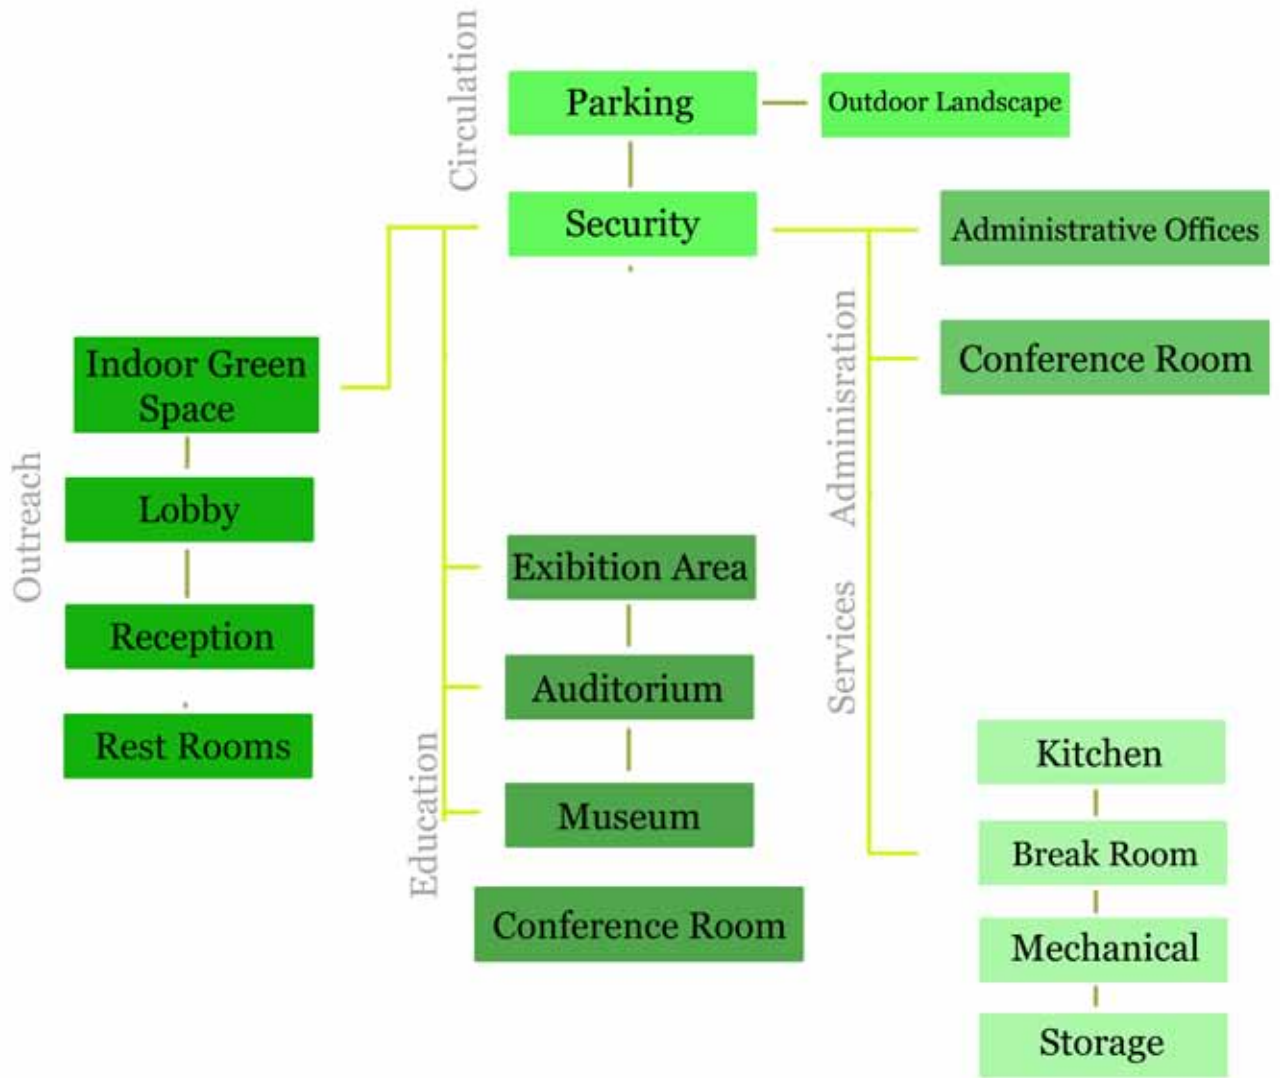 Circulation
Parking
Outdoor Landscape
Security
Administrative Offices
Conference Room
Adminisration
Indoor Green
Space
Outreach
Lobby
Reception
Rest Rooms
Exibition Area
Auditorium
Museum
Conference Room
Education
Services
Kitchen
Break Room
Mechanical
Storage